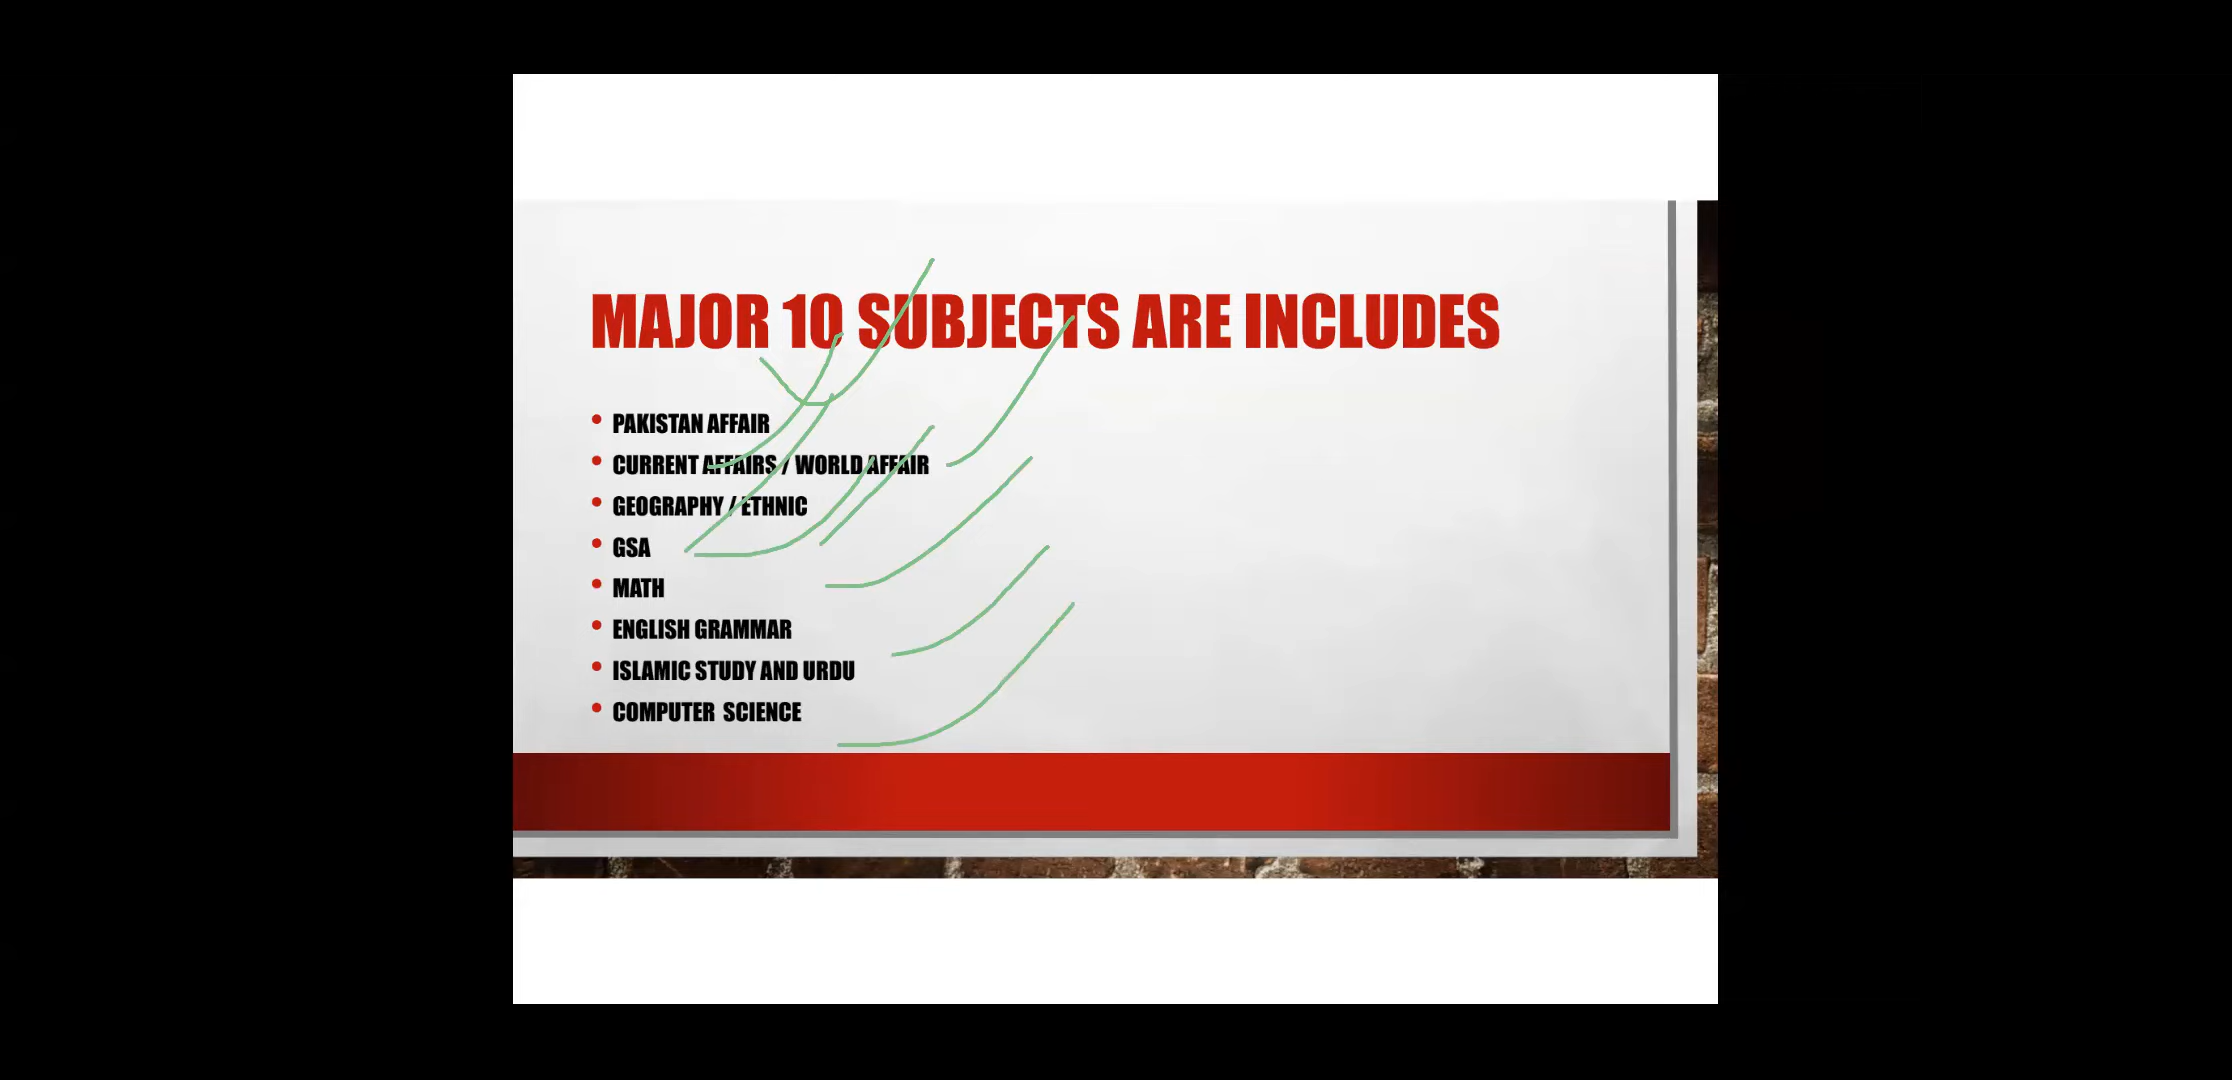 MAJOR 10 SUBJECTS ARE INCLUDES
• PAKISTAN AFFAIR
• CURRENT AFFAIRS / WORLD AFFAIR
• GEOGRAPHY / ETHNIC
• GSA
• MATH
• ENGLISH GRAMMAR
• ISLAMIC STUDY AND URDU
• COMPUTER SCIENCE